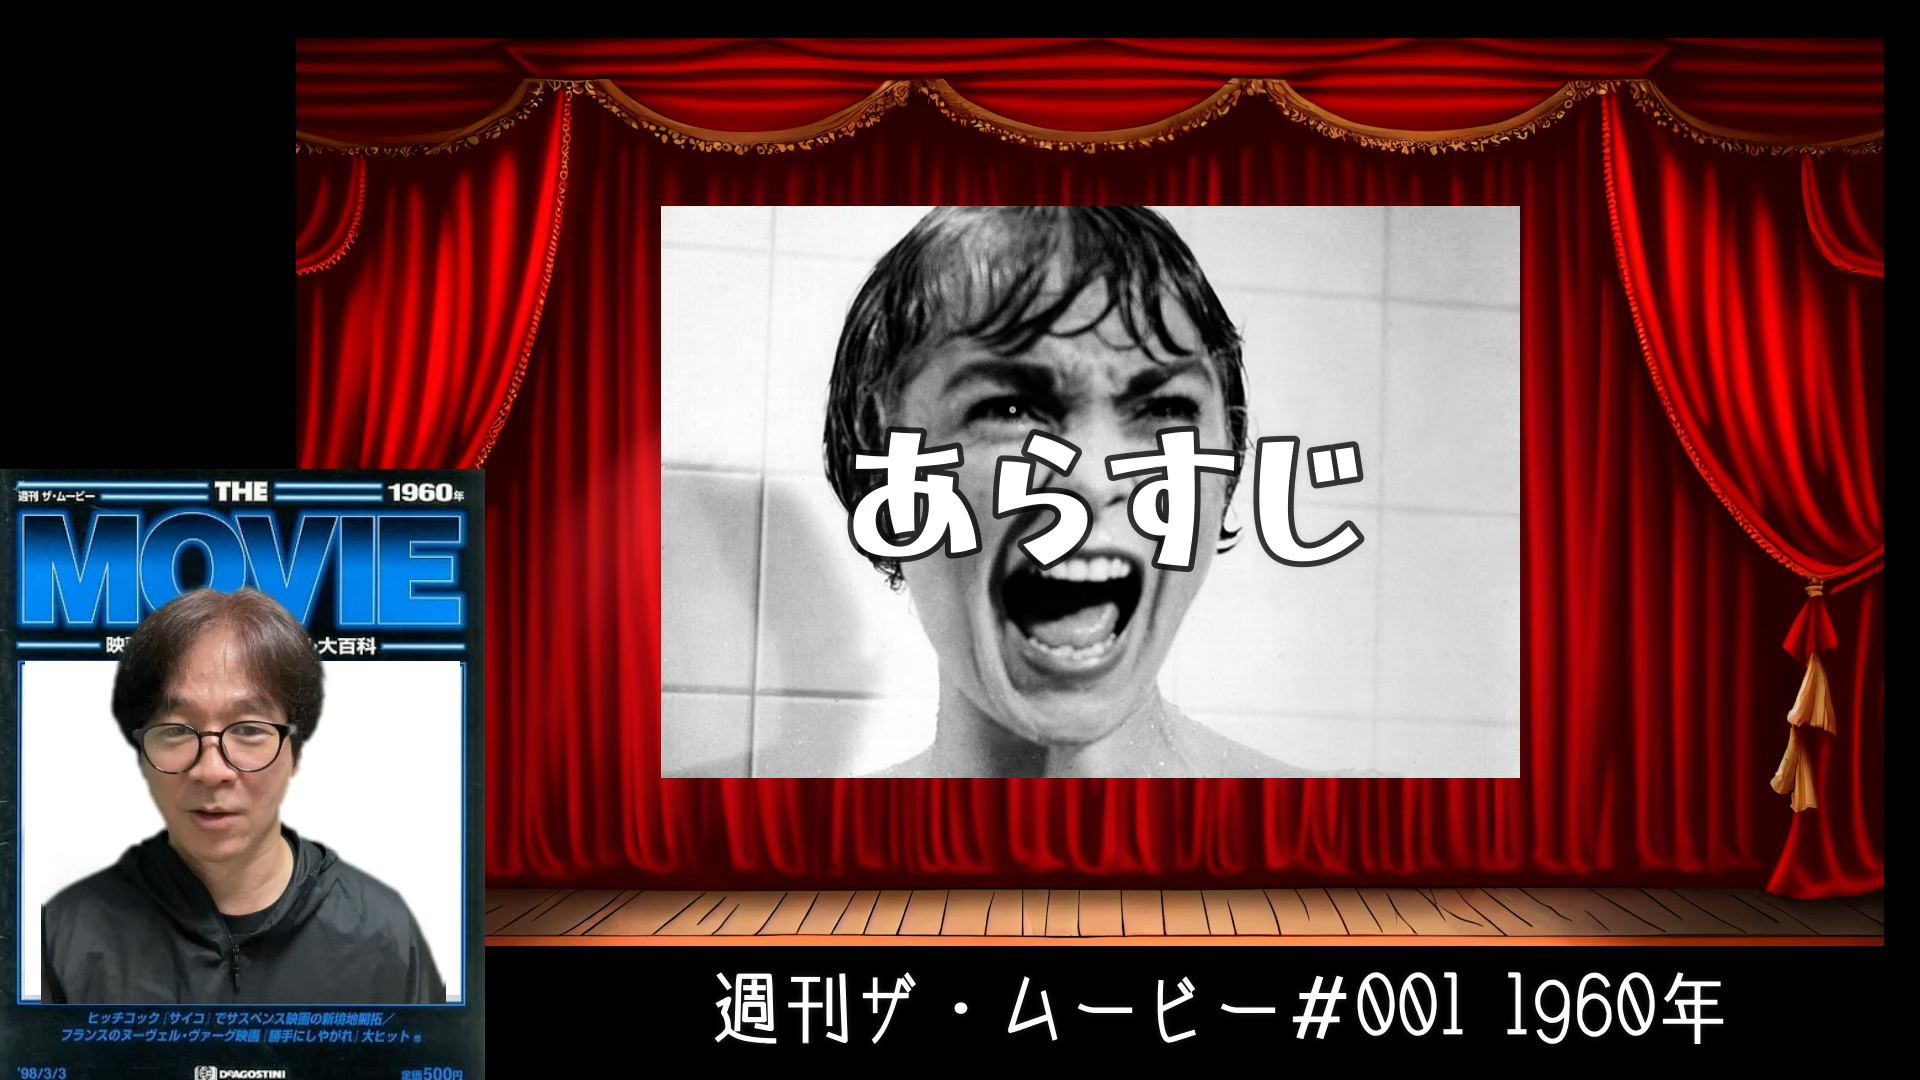 あらすじ
週刊 ザ・ムービー
THE
1960年
MOVIE
大百科
ヒッチコック『サイコ』でサスペンス映画の新境地開拓／
フランスのヌーヴェル・ヴァーグ映画『勝手にしやがれ』大ヒット 他
'98/3/3
DeAGOSTINI
定価500円
週刊ザ・ムービー#001 1960年